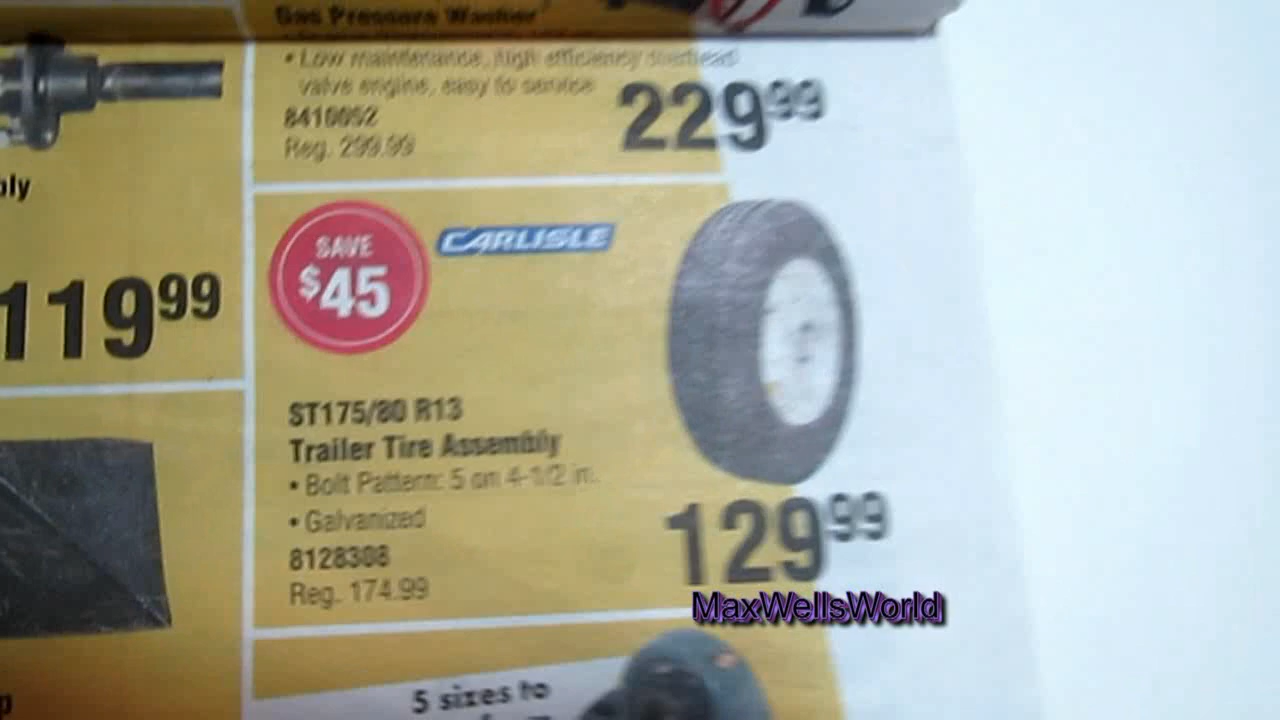 Gas Pressure Washer
• Low maintenance, high efficiency overhead
valve engine, easy to service
8410052
Reg. 299.99
229 99
bly
119 99
SAVE
$45
CARLISLE
ST175/80 R13
Trailer Tire Assembly
• Bolt Pattern: 5 on 4-1/2 in.
• Galvanized
8128308
Reg. 174.99
129 99
MaxWellsWorld
5 sizes to